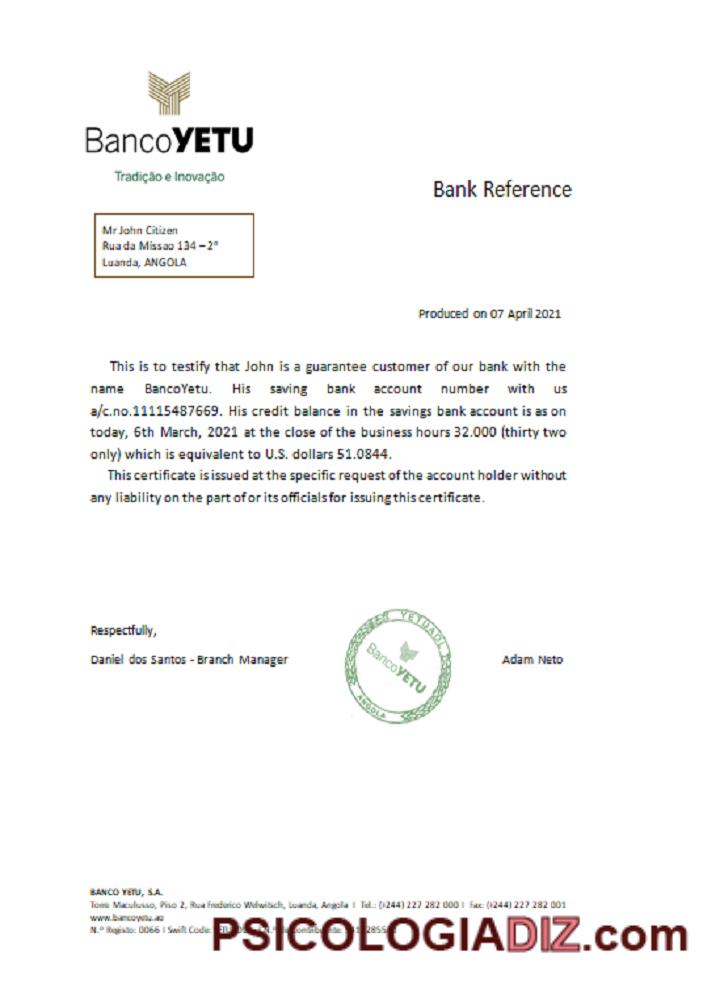 BancoYETU
Tradição e Inovação
Bank Reference
Mr John Citizen
Rua da Missao 134 – 2ª
Luanda, ANGOLA
Produced on 07 April 2021
This is to testify that John is a guarantee customer of our bank with the
name BancoYetu. His saving bank account number with us
a/c.no.11115487669. His credit balance in the savings bank account is as on
today, 6th March, 2021 at the close of the business hours 32.000 (thirty two
only) which is equivalent to U.S. dollars 51.0844.
This certificate is issued at the specific request of the account holder without
any liability on the part of or its officials for issuing this certificate.
Respectfully,
Daniel dos Santos - Branch Manager
BancoYETU
ANGOLA
Adam Neto
BANCO YETU, S.A.
Torre Maculusso, Piso 2, Rua Frederico Welwitsch, Luanda, Angola I Tel.: (+244) 227 282 000 I Fax: (+244) 227 282 001
www.bancoyetu.ao
N.º Registo: 0066 I Swift Code:
PSICOLOGIADIZ.com